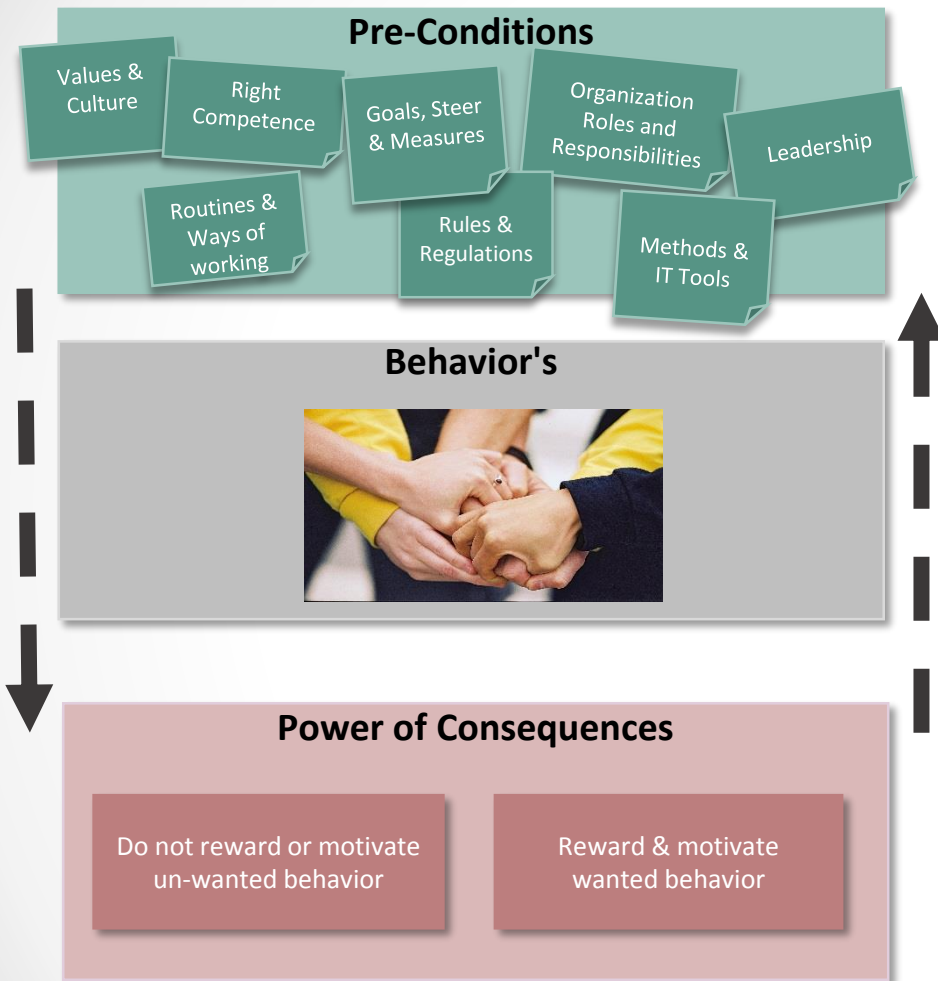 Pre-Conditions
Values &
Culture
Right
Competence
Goals, Steer
& Measures
Organization
Roles and
Responsibilities
Leadership
Routines &
Ways of
working
Rules &
Regulations
Methods &
IT Tools
Behavior's
Power of Consequences
Do not reward or motivate
un-wanted behavior
Reward & motivate
wanted behavior